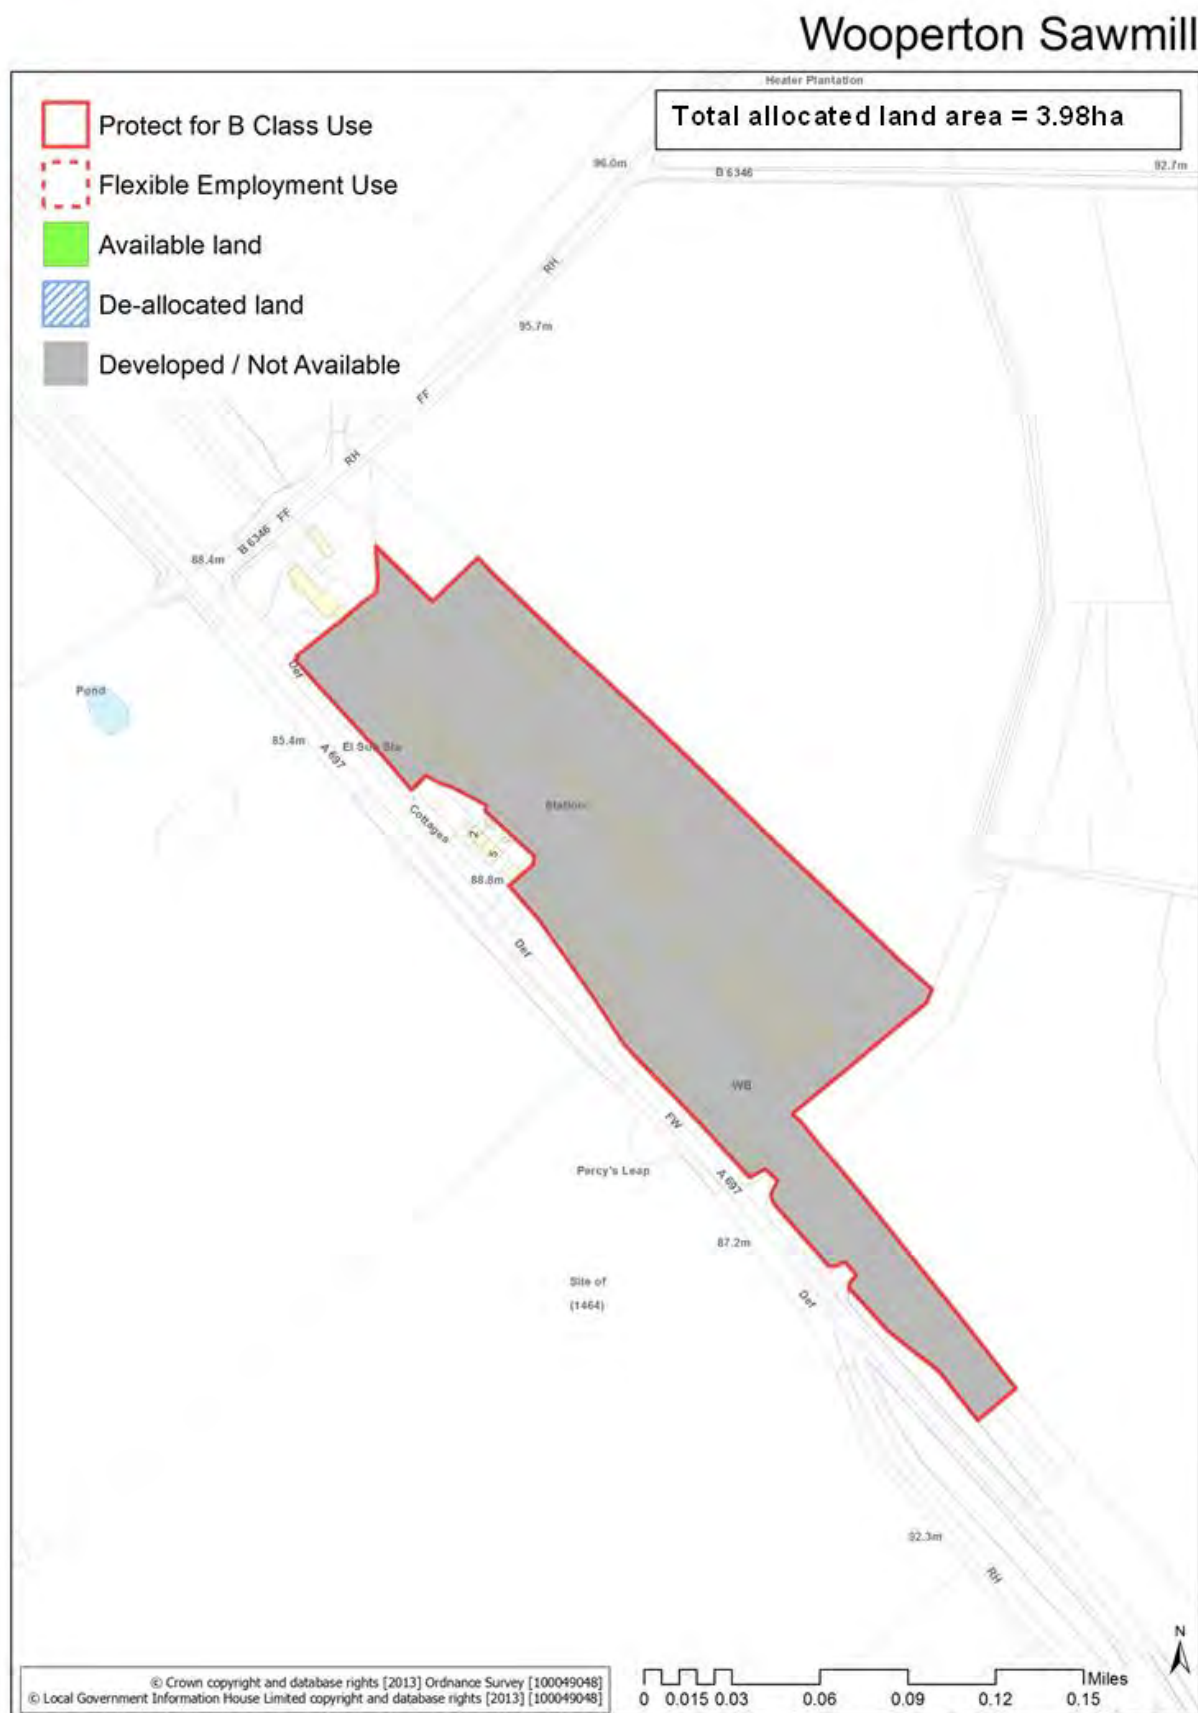 Wooperton Sawmill
Heater Plantation
Protect for B Class Use
Total allocated land area = 3.98ha
Flexible Employment Use
Available land
De-allocated land
Developed / Not Available
96.0m
B 6346
92.7m
RH
95.7m
FF
RH
B 6346 FF
88.4m
Def
Pond
85.4m
A 697
El Sub Sta
Station
Cottages
2
5
88.8m
Def
WB
FW
Percy's Leap
A 697
87.2m
Site of
(1464)
Def
92.3m
RH
N
© Crown copyright and database rights [2013] Ordnance Survey [100049048]
© Local Government Information House Limited copyright and database rights [2013] [100049048]
Miles
0 0.015 0.03 0.06 0.09 0.12 0.15